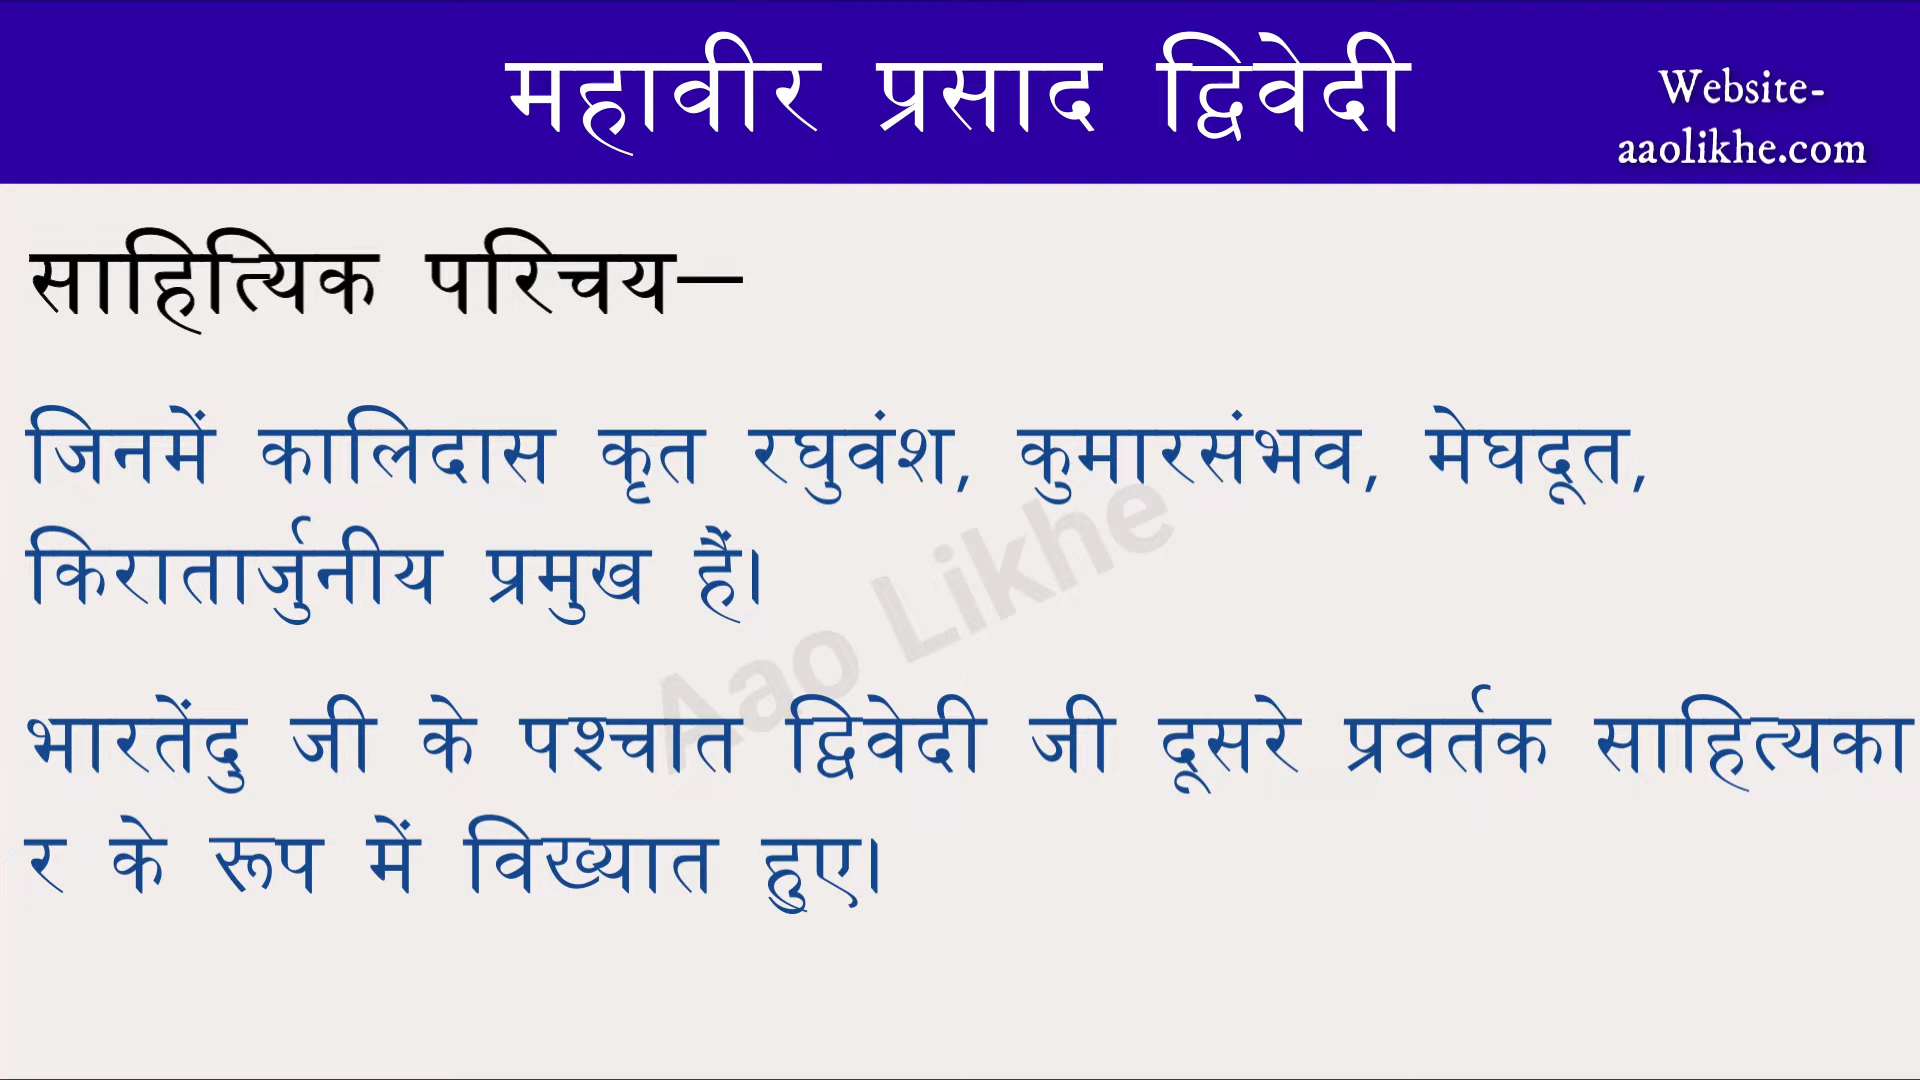 महावीर प्रसाद द्विवेदी
Website-
aaolikhe.com
साहित्यिक परिचय–
जिनमें कालिदास कृत रघुवंश, कुमारसंभव, मेघदूत,
किरातार्जुनीय प्रमुख हैं।
Aao Likhe
भारतेंदु जी के पश्चात द्विवेदी जी दूसरे प्रवर्तक साहित्यका
र के रूप में विख्यात हुए।